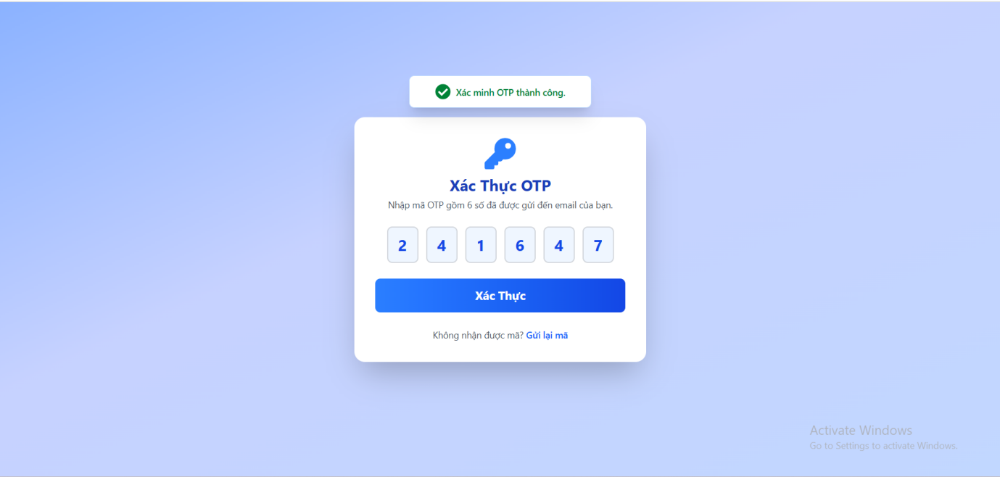 Xác minh OTP thành công.
Xác Thực OTP
Nhập mã OTP gồm 6 số đã được gửi đến email của bạn.
2 4 1 6 4 7
Xác Thực
Không nhận được mã? Gửi lại mã
Activate Windows
Go to Settings to activate Windows.